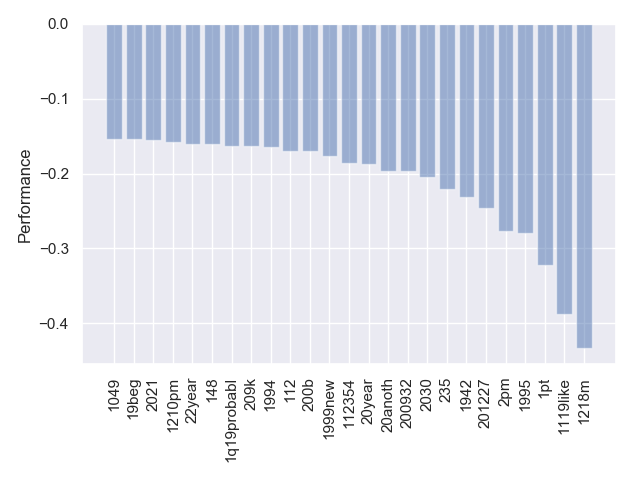 0.0
−0.1
−0.2
−0.3
−0.4
Performance
1049
19beg
2021
1210pm
22year
148
1q19probabl
209k
1994
112
200b
1999new
112354
20year
20anoth
200932
2030
235
1942
201227
2pm
1995
1pt
1119like
1218m